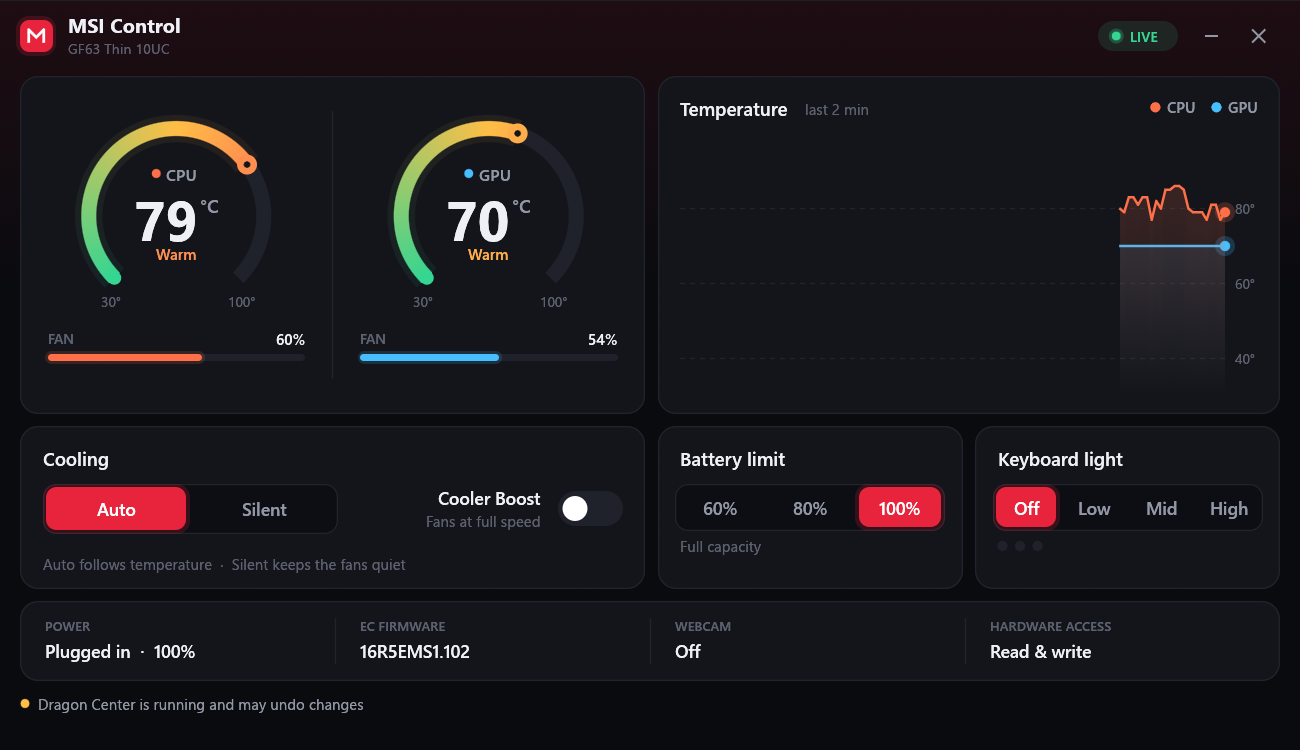 MSI Control
GF63 Thin 10UC
LIVE
CPU
79 °C
Warm
30° 100°
FAN 60%
GPU
70 °C
Warm
30° 100°
FAN 54%
Temperature last 2 min
CPU GPU
80°
60°
40°
Cooling
Auto Silent
Cooler Boost
Fans at full speed
Auto follows temperature · Silent keeps the fans quiet
Battery limit
60% 80% 100%
Full capacity
Keyboard light
Off Low Mid High
POWER
Plugged in · 100%
EC FIRMWARE
16R5EMS1.102
WEBCAM
Off
HARDWARE ACCESS
Read & write
Dragon Center is running and may undo changes